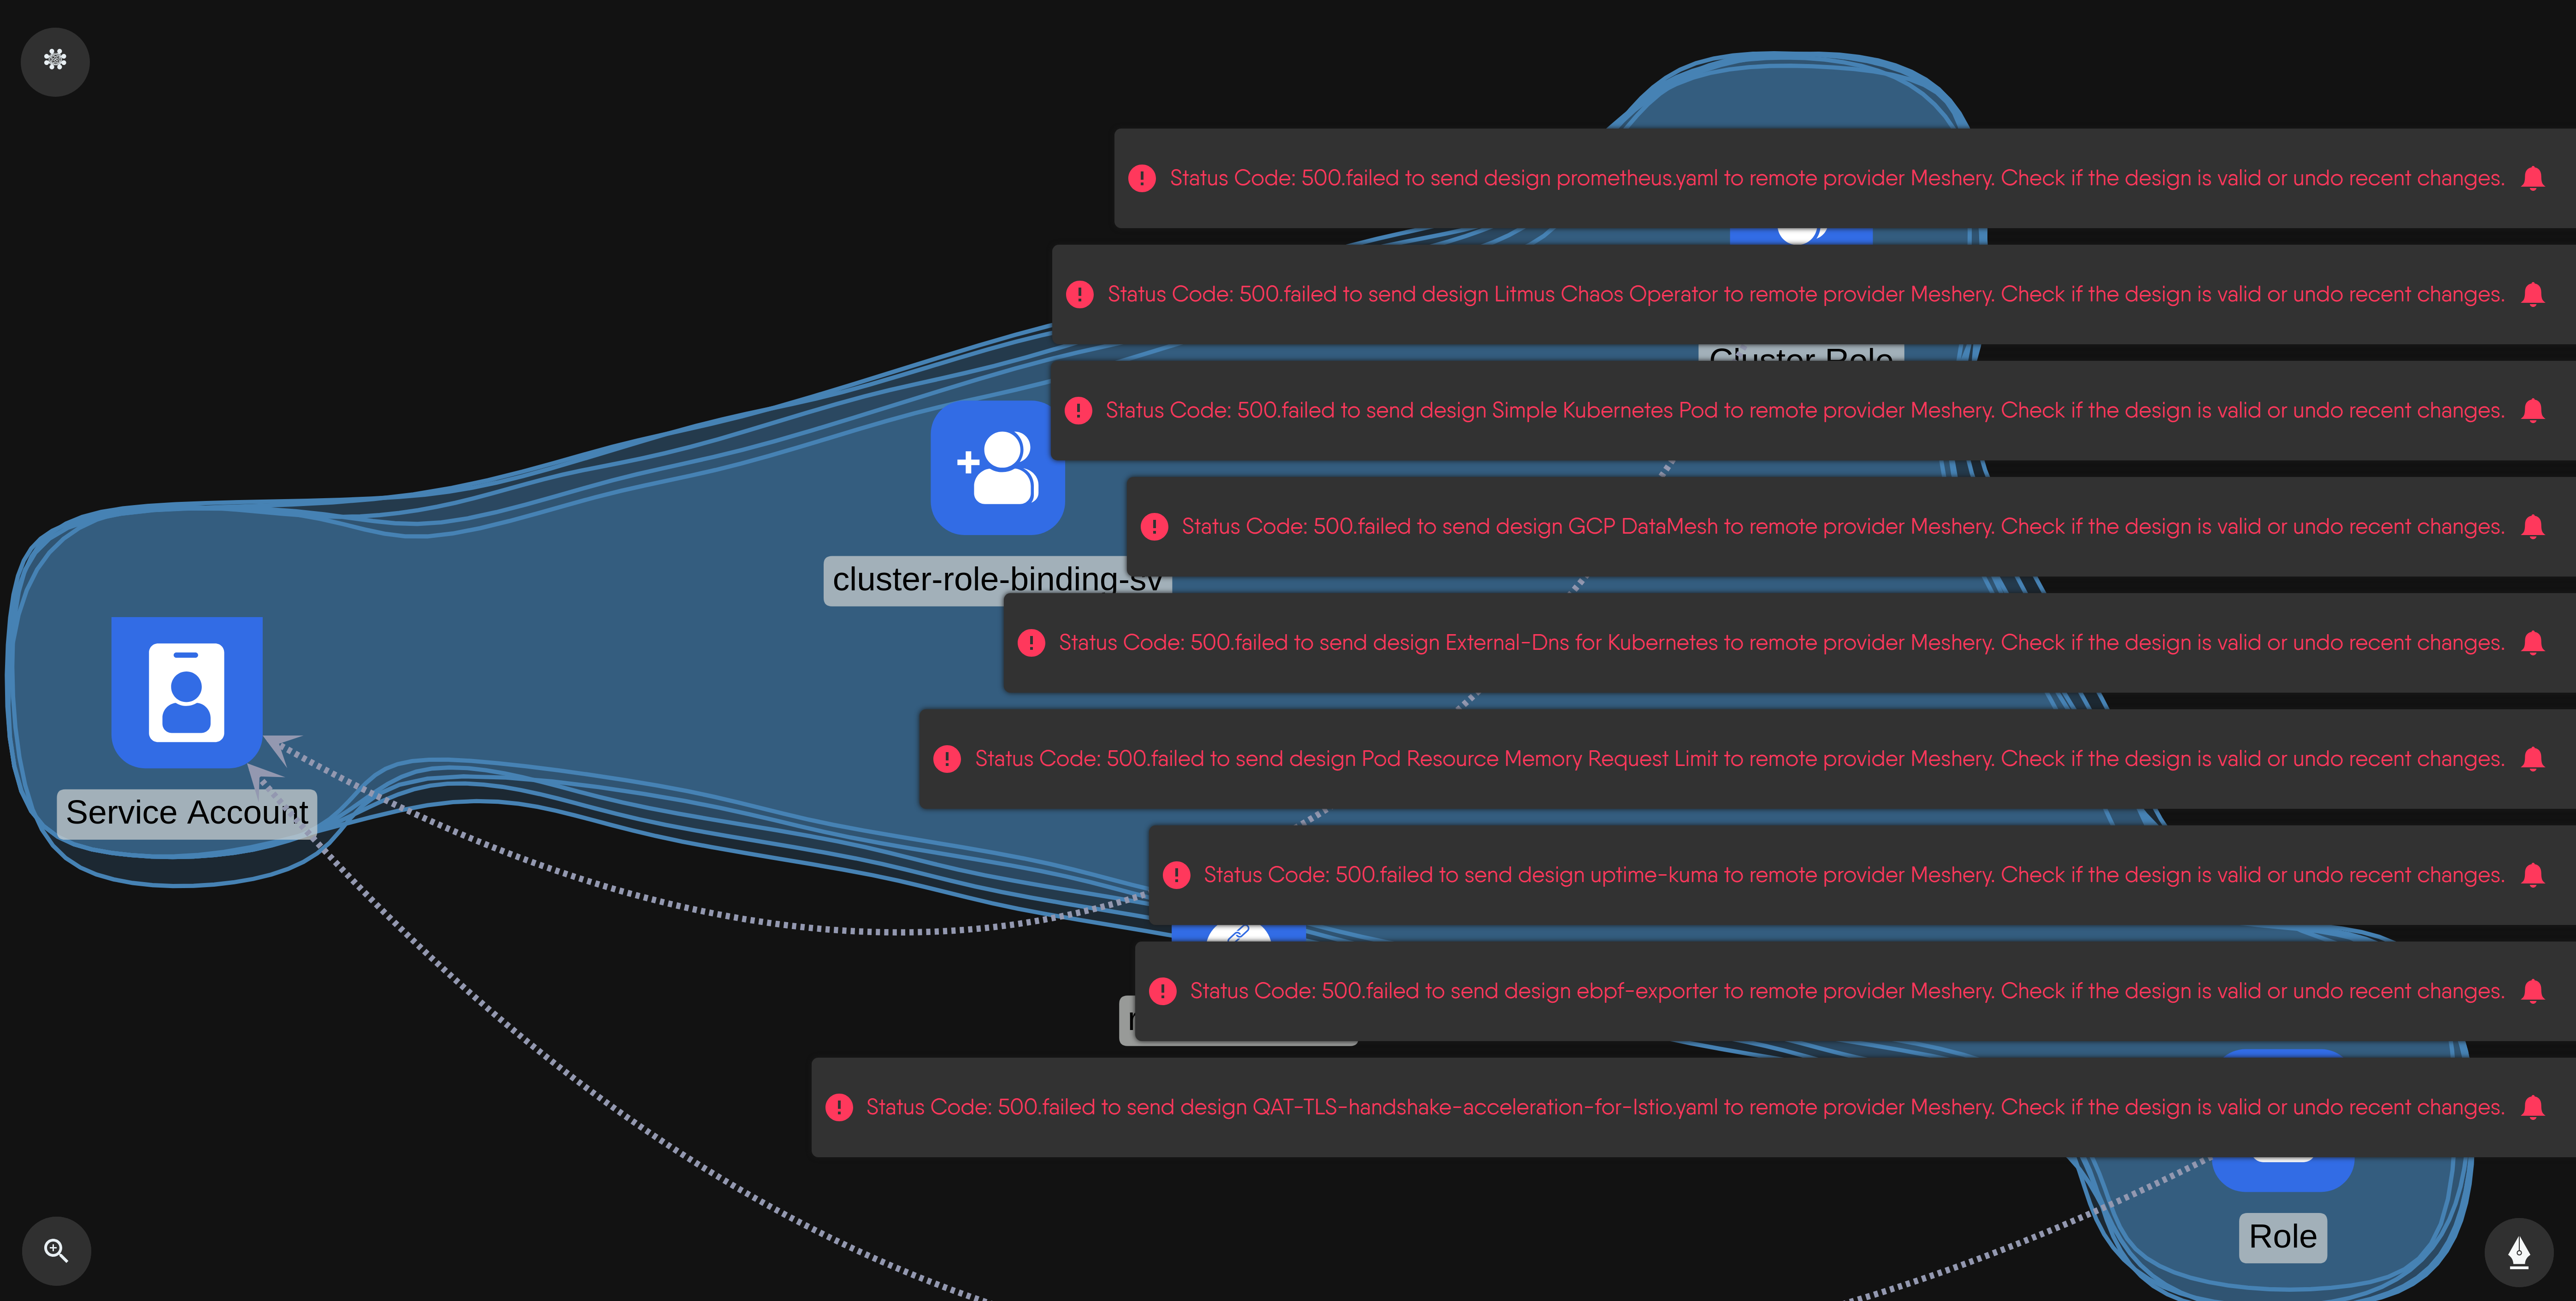 Status Code: 500.failed to send design prometheus.yaml to remote provider Meshery. Check if the design is valid or undo recent changes.
Status Code: 500.failed to send design Litmus Chaos Operator to remote provider Meshery. Check if the design is valid or undo recent changes.
Cluster Role
Status Code: 500.failed to send design Simple Kubernetes Pod to remote provider Meshery. Check if the design is valid or undo recent changes.
Status Code: 500.failed to send design GCP DataMesh to remote provider Meshery. Check if the design is valid or undo recent changes.
cluster-role-binding-sv
Status Code: 500.failed to send design External-Dns for Kubernetes to remote provider Meshery. Check if the design is valid or undo recent changes.
Status Code: 500.failed to send design Pod Resource Memory Request Limit to remote provider Meshery. Check if the design is valid or undo recent changes.
Service Account
Status Code: 500.failed to send design uptime-kuma to remote provider Meshery. Check if the design is valid or undo recent changes.
Status Code: 500.failed to send design ebpf-exporter to remote provider Meshery. Check if the design is valid or undo recent changes.
Status Code: 500.failed to send design QAT-TLS-handshake-acceleration-for-Istio.yaml to remote provider Meshery. Check if the design is valid or undo recent changes.
Role